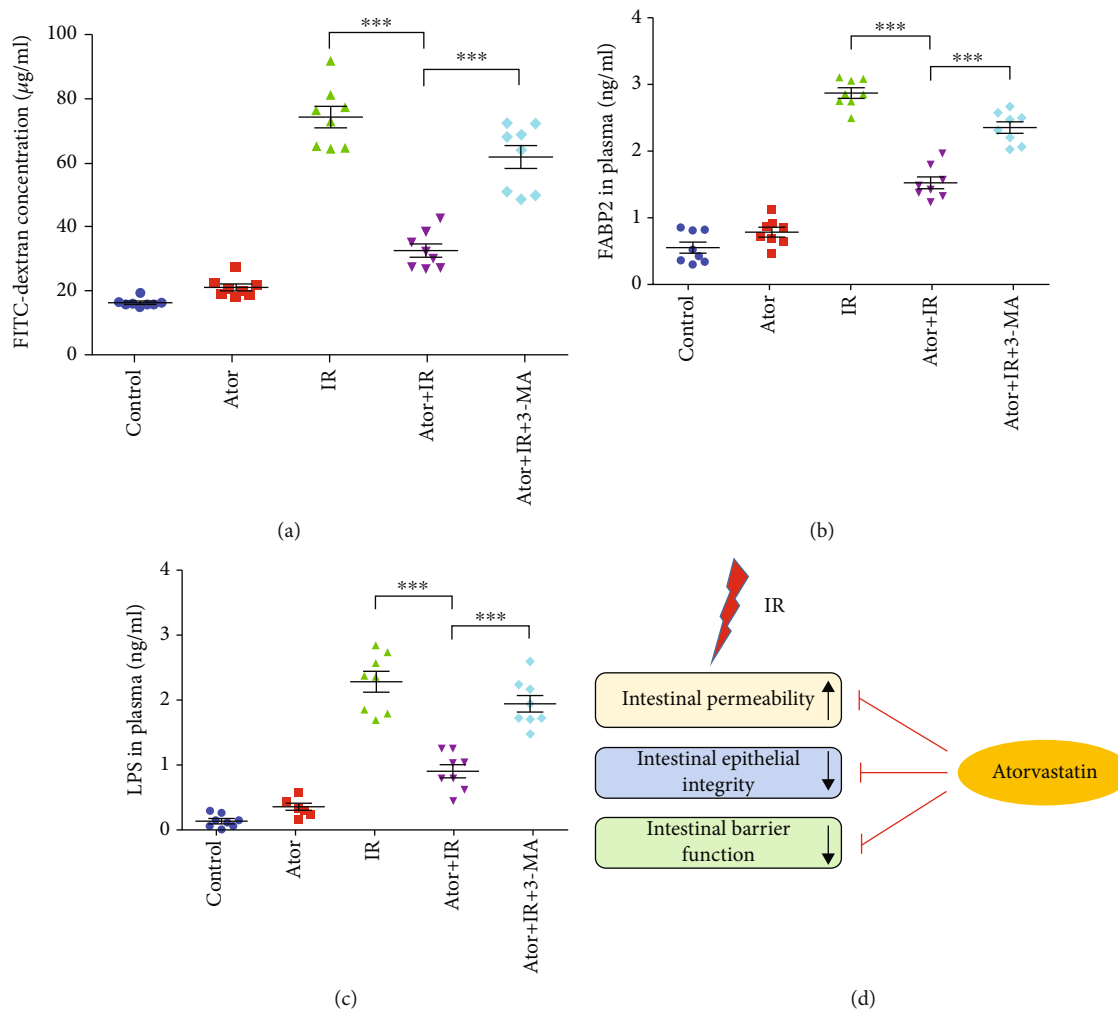 FITC-dextran concentration (μg/ml)
100
80
60
40
20
0
***
***
Control
Ator
IR
Ator+IR
Ator+IR+3-MA
(a)
FABP2 in plasma (ng/ml)
4
3
2
1
0
***
***
Control
Ator
IR
Ator+IR
Ator+IR+3-MA
(b)
LPS in plasma (ng/ml)
4
3
2
1
0
***
***
Control
Ator
IR
Ator+IR
Ator+IR+3-MA
(c)
IR
Intestinal permeability
Intestinal epithelial
integrity
Intestinal barrier
function
Atorvastatin
(d)